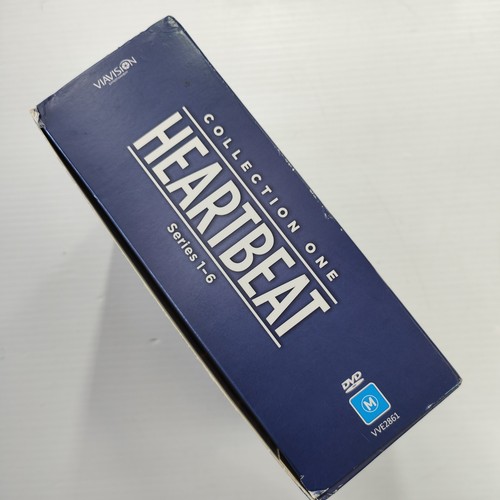 VIAVISION
COLLECTION ONE
HEARTBEAT
Series 1-6
DVD
M
VVE2861